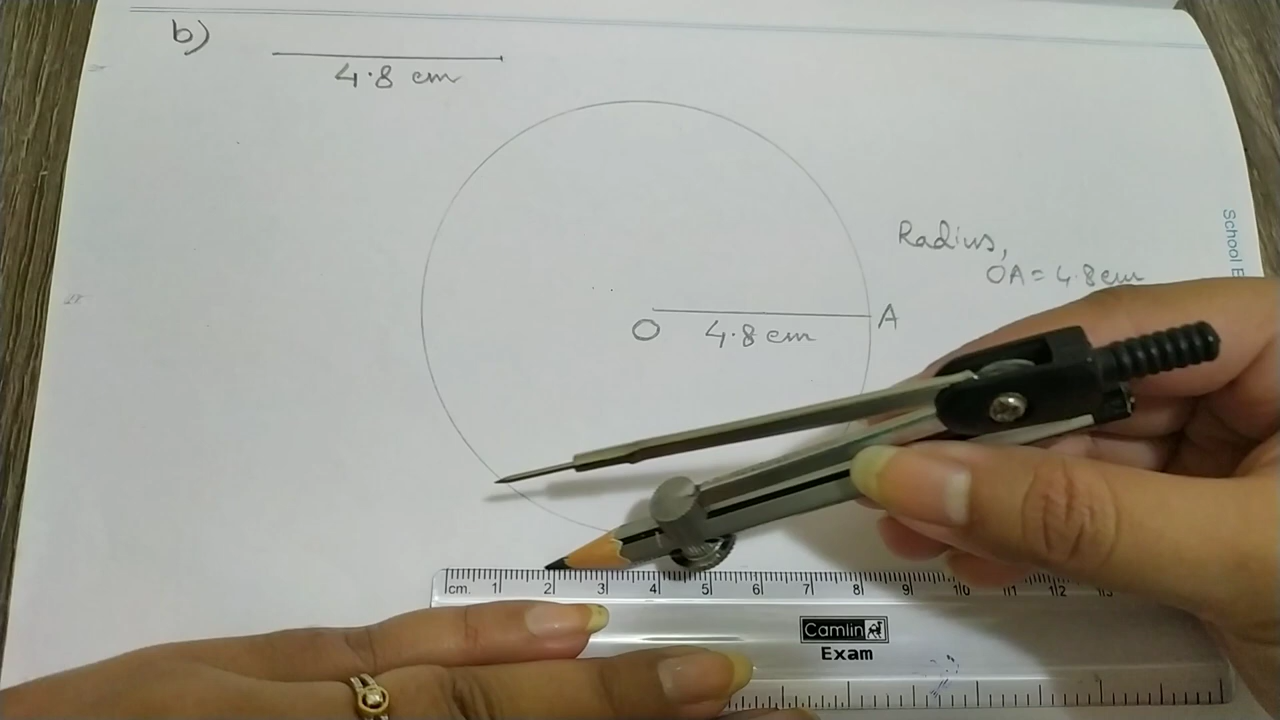 b)
4.8 cm
Radius,
OA = 4.8 cm
O 4.8 cm A
School
cm. 1 2 3 4 5 6 7 8 9 10 11 12 13
Camlin
Exam